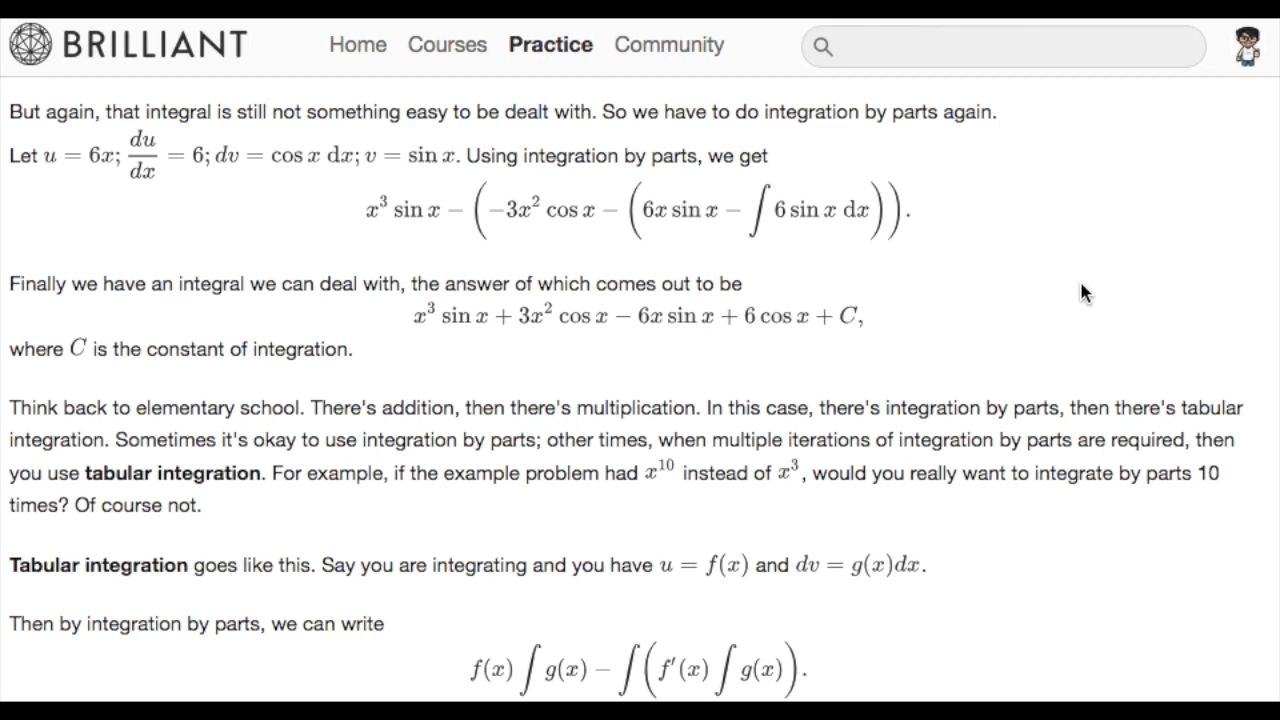 BRILLIANT Home Courses Practice Community
But again, that integral is still not something easy to be dealt with. So we have to do integration by parts again.
Let u = 6x; du/dx = 6; dv = cos x dx; v = sin x. Using integration by parts, we get
x³ sin x − (−3x² cos x − (6x sin x − ∫ 6 sin x dx)).
Finally we have an integral we can deal with, the answer of which comes out to be
x³ sin x + 3x² cos x − 6x sin x + 6 cos x + C,
where C is the constant of integration.
Think back to elementary school. There's addition, then there's multiplication. In this case, there's integration by parts, then there's tabular
integration. Sometimes it's okay to use integration by parts; other times, when multiple iterations of integration by parts are required, then
you use tabular integration. For example, if the example problem had x¹⁰ instead of x³, would you really want to integrate by parts 10
times? Of course not.
Tabular integration goes like this. Say you are integrating and you have u = f(x) and dv = g(x)dx.
Then by integration by parts, we can write
f(x) ∫ g(x) − ∫ (f′(x) ∫ g(x)).